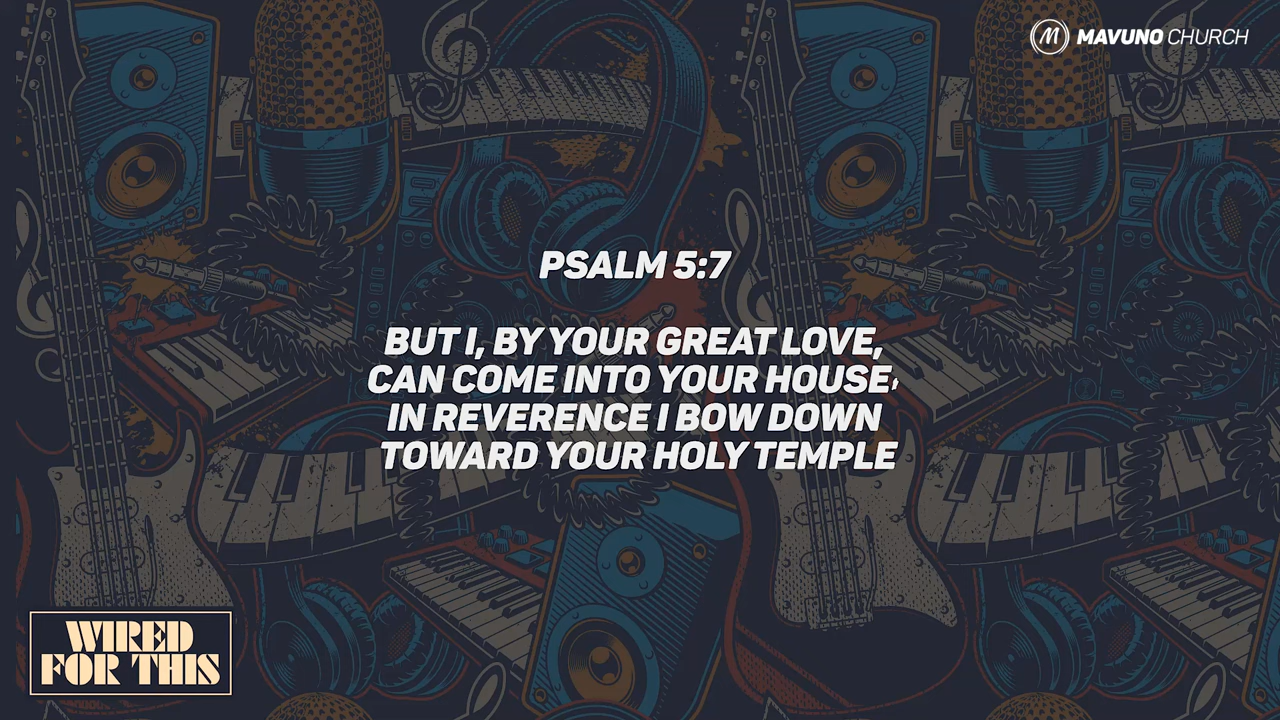 MAVUNO CHURCH
PSALM 5:7
BUT I, BY YOUR GREAT LOVE,
CAN COME INTO YOUR HOUSE,
IN REVERENCE I BOW DOWN
TOWARD YOUR HOLY TEMPLE
WIRED
FOR THIS